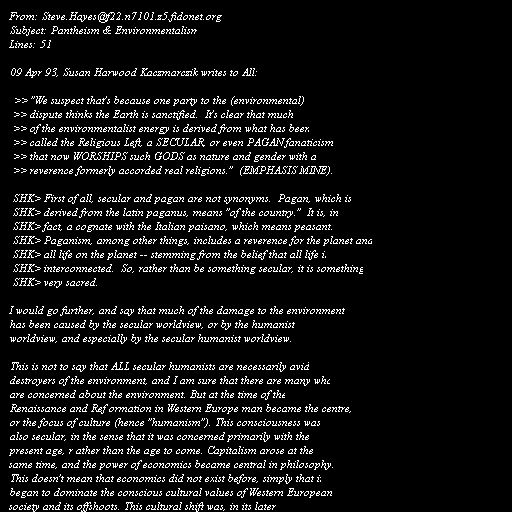 From: Steve.Hayes@f22.n7101.z5.fidonet.org
Subject: Pantheism & Environmentalism
Lines: 51
09 Apr 93, Susan Harwood Kaczmarczik writes to All:
>> "We suspect that's because one party to the (environmental)
>> dispute thinks the Earth is sanctified. It's clear that much
>> of the environmentalist energy is derived from what has been
>> called the Religious Left, a SECULAR, or even PAGAN fanaticism
>> that now WORSHIPS such GODS as nature and gender with a
>> reverence formerly accorded real religions." (EMPHASIS MINE).
SHK> First of all, secular and pagan are not synonyms. Pagan, which is
SHK> derived from the latin paganus, means "of the country." It is, in
SHK> fact, a cognate with the Italian paisano, which means peasant.
SHK> Paganism, among other things, includes a reverence for the planet and
SHK> all life on the planet -- stemming from the belief that all life i
SHK> interconnected. So, rather than be something secular, it is something
SHK> very sacred.
I would go further, and say that much of the damage to the environment
has been caused by the secular worldview, or by the humanist
worldview, and especially by the secular humanist worldview.
This is not to say that ALL secular humanists are necessarily avid
destroyers of the environment, and I am sure that there are many who
are concerned about the environment. But at the time of the
Renaissance and Ref ormation in Western Europe man became the centre,
or the focus of culture (hence "humanism"). This consciousness was
also secular, in the sense that it was concerned primarily with the
present age, r ather than the age to come. Capitalism arose at the
same time, and the power of economics became central in philosophy.
This doesn't mean that economics did not exist before, simply that i
began to dominate the conscious cultural values of Western European
society and its offshoots. This cultural shift was, in its later